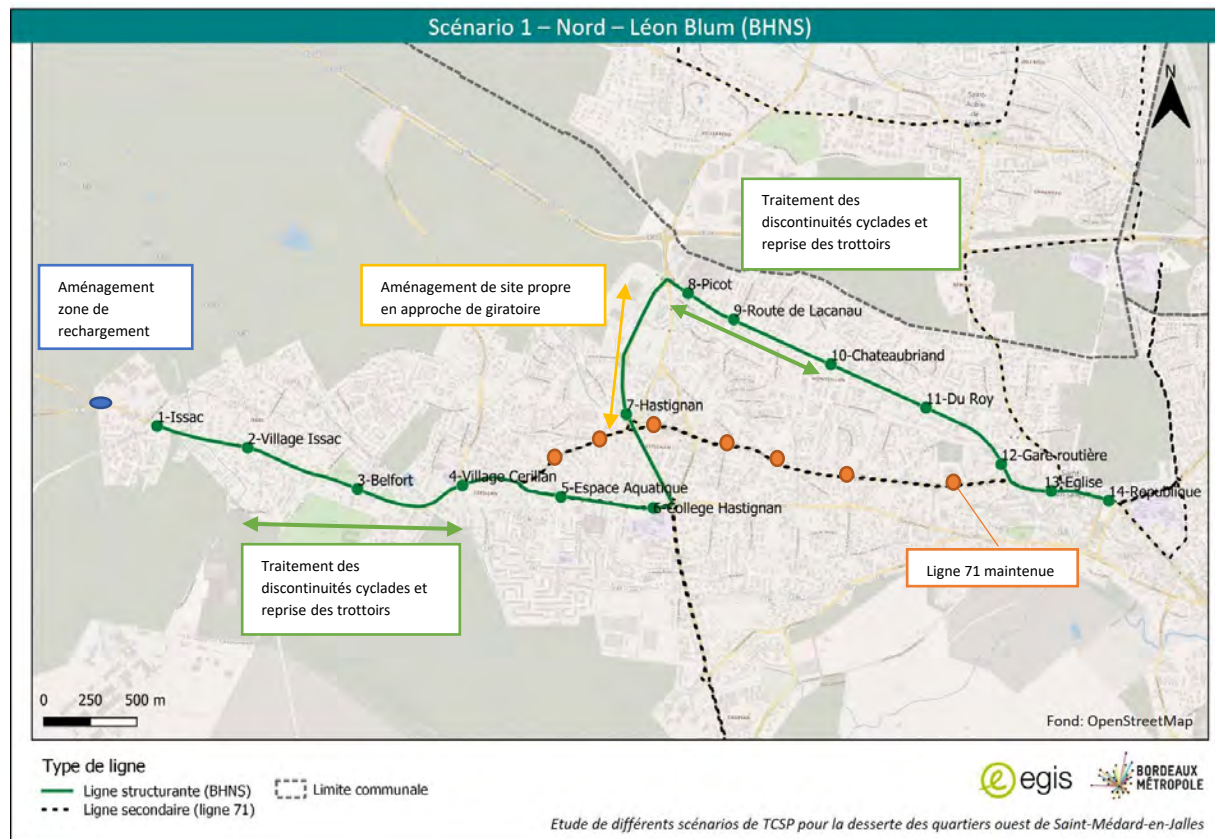 Scénario 1 – Nord – Léon Blum (BHNS)
N
Traitement des
discontinuités cyclades et
reprise des trottoirs
Aménagement
zone de
rechargement
Aménagement de site propre
en approche de giratoire
8-Picot
9-Route de Lacanau
10-Chateaubriand
11-Du Roy
7-Hastignan
1-Issac
2-Village Issac
3-Belfort
4-Village Cerillan
5-Espace Aquatique
6-College Hastignan
12-Gare routière
13-Eglise
14-République
Traitement des
discontinuités cyclades et
reprise des trottoirs
Ligne 71 maintenue
0 250 500 m
Fond: OpenStreetMap
Type de ligne
Ligne structurante (BHNS)
Limite communale
Ligne secondaire (ligne 71)
egis
BORDEAUX
MÉTROPOLE
Etude de différents scénarios de TCSP pour la desserte des quartiers ouest de Saint-Médard-en-Jalles